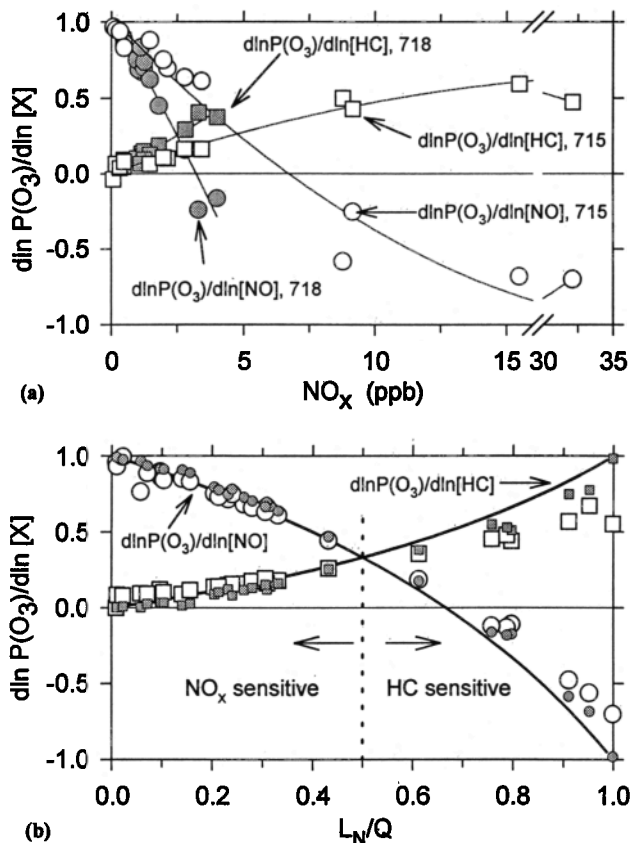 1.0
0.5
0.0
-0.5
-1.0
dln P(O₃)/dln [X]
dlnP(O₃)/dln[HC], 718
dlnP(O₃)/dln[HC], 715
dlnP(O₃)/dln[NO], 715
dlnP(O₃)/dln[NO], 718
0 5 10 15 30 35
(a) NOₓ (ppb)
1.0
0.5
0.0
-0.5
-1.0
dln P(O₃)/dln [X]
dlnP(O₃)/dln[HC]
dlnP(O₃)/dln[NO]
NOₓ sensitive
HC sensitive
0.0 0.2 0.4 0.6 0.8 1.0
(b) L_N/Q